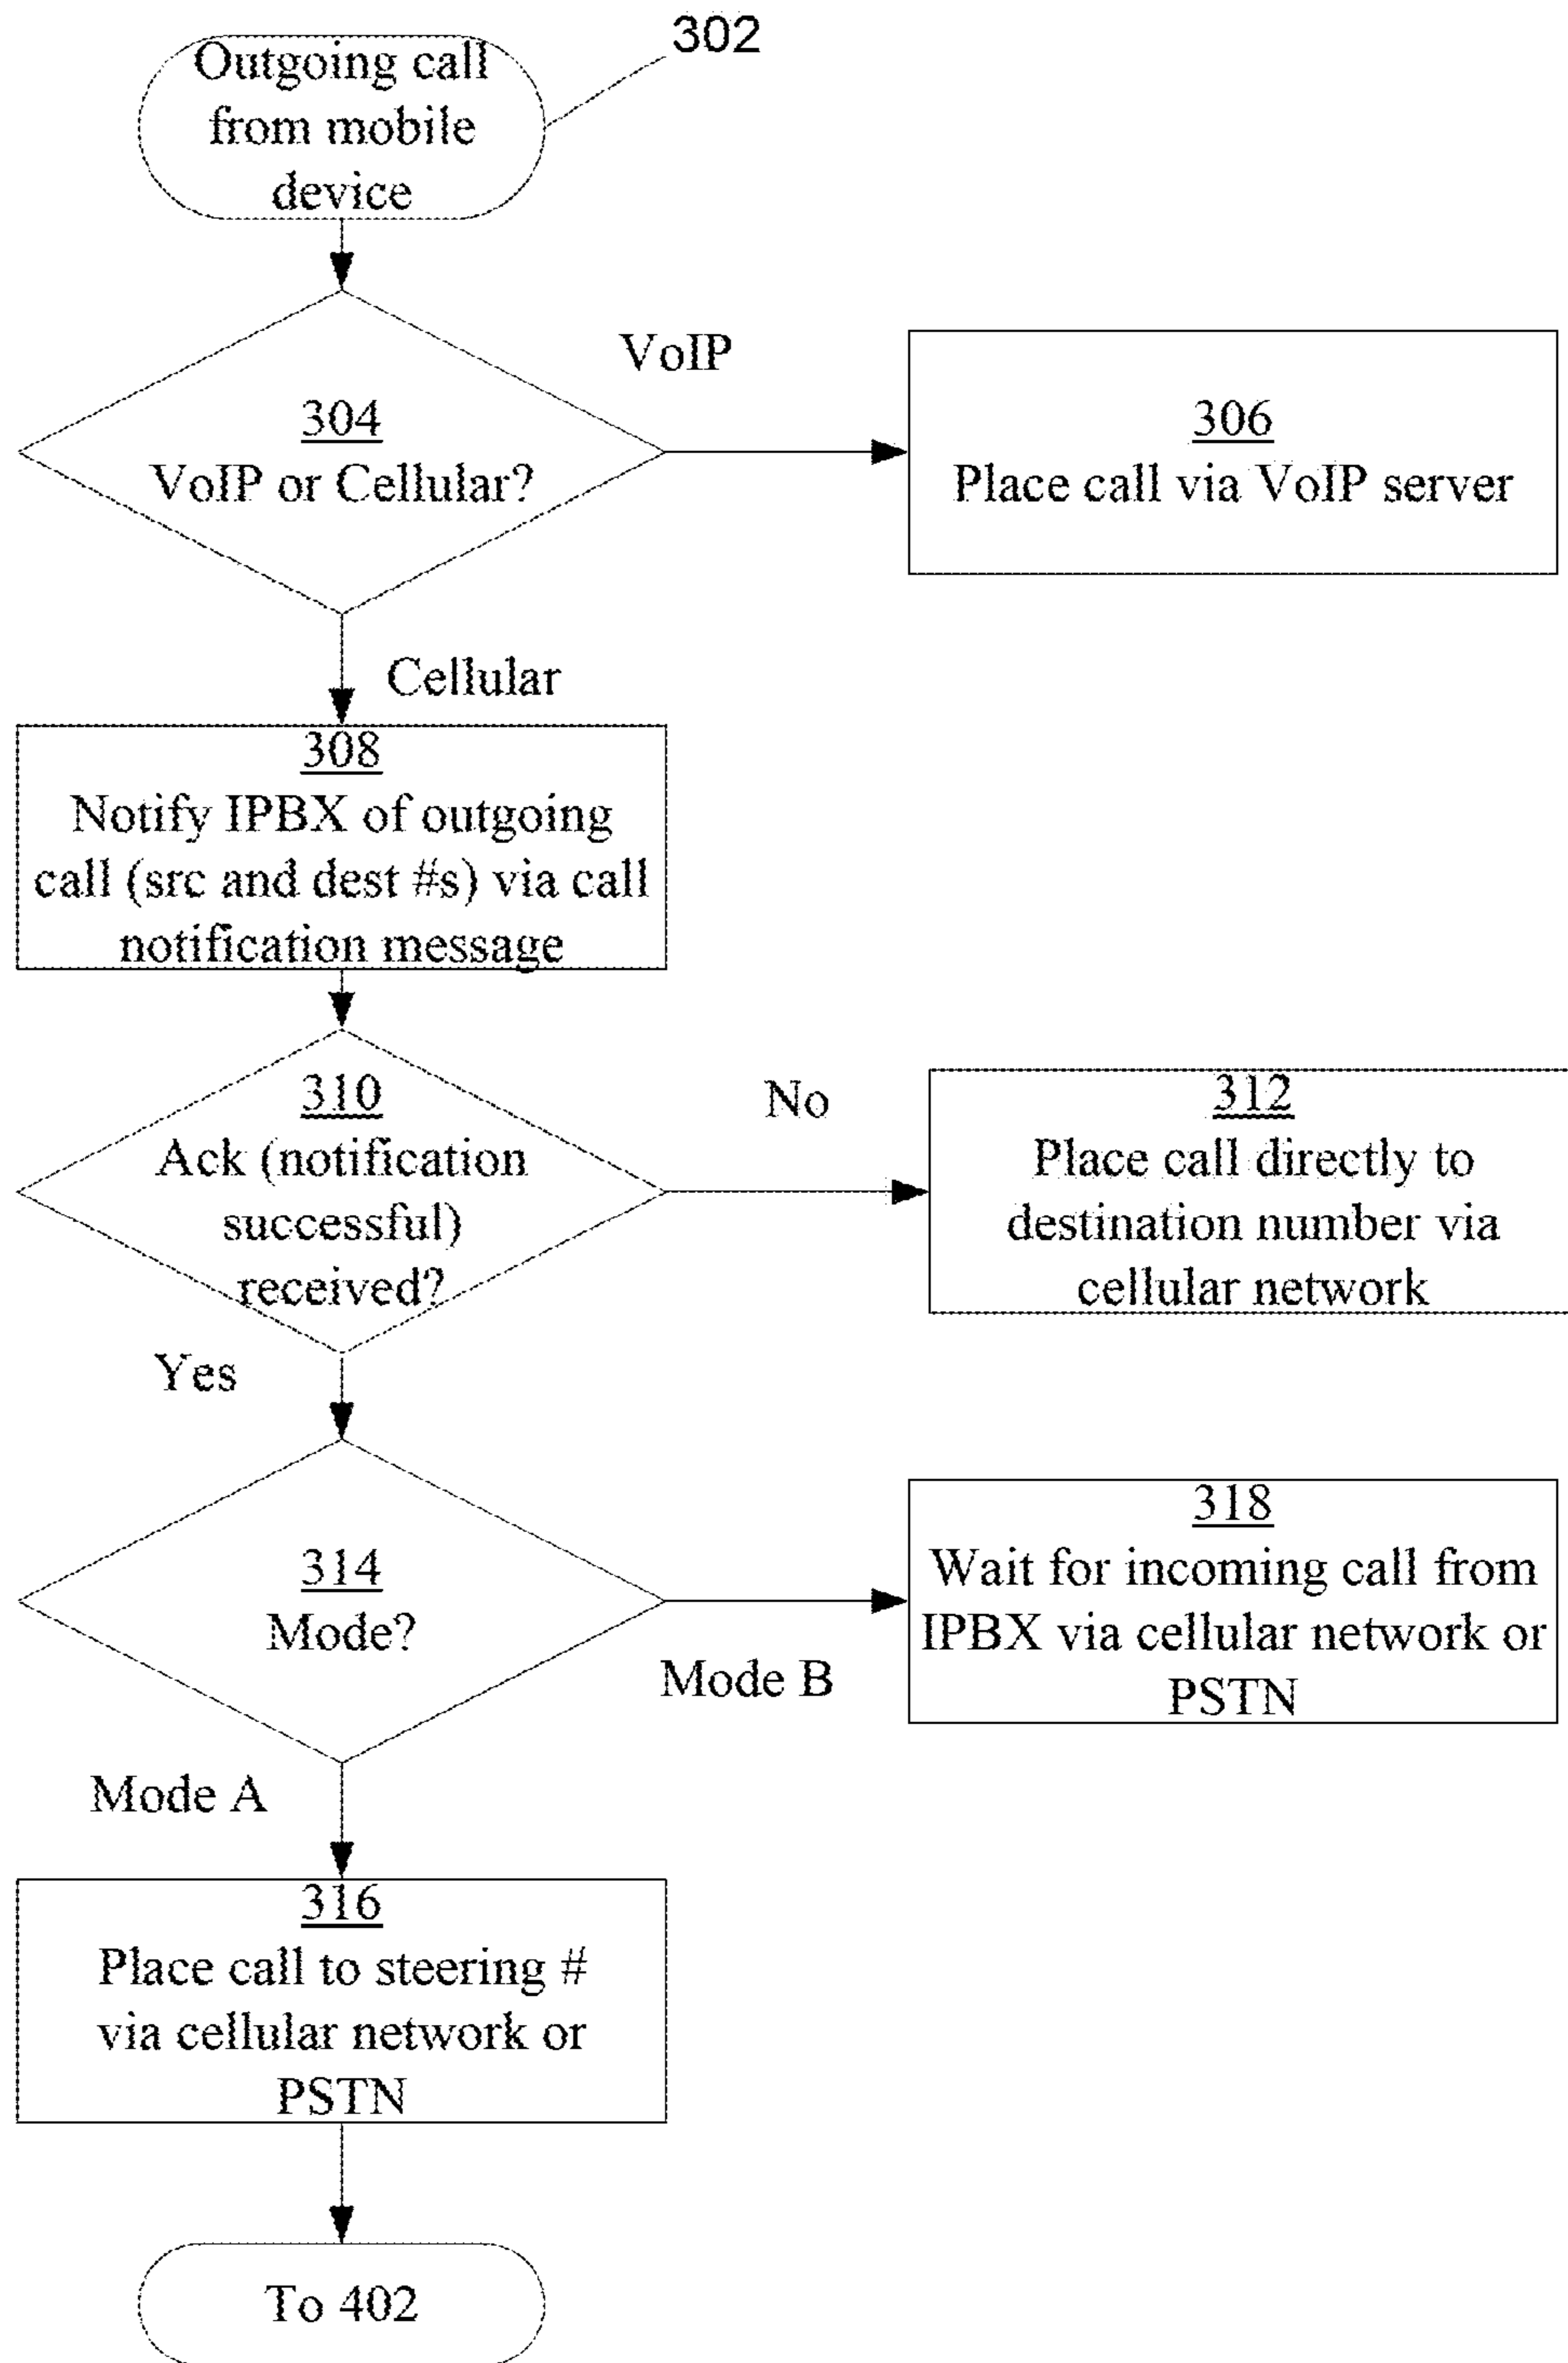 302
Outgoing call
from mobile
device
VoIP
304
VoIP or Cellular?
306
Place call via VoIP server
Cellular
308
Notify IPBX of outgoing
call (src and dest #s) via call
notification message
310
Ack (notification
successful)
received?
No
312
Place call directly to
destination number via
cellular network
Yes
314
Mode?
Mode B
318
Wait for incoming call from
IPBX via cellular network or
PSTN
Mode A
316
Place call to steering #
via cellular network or
PSTN
To 402